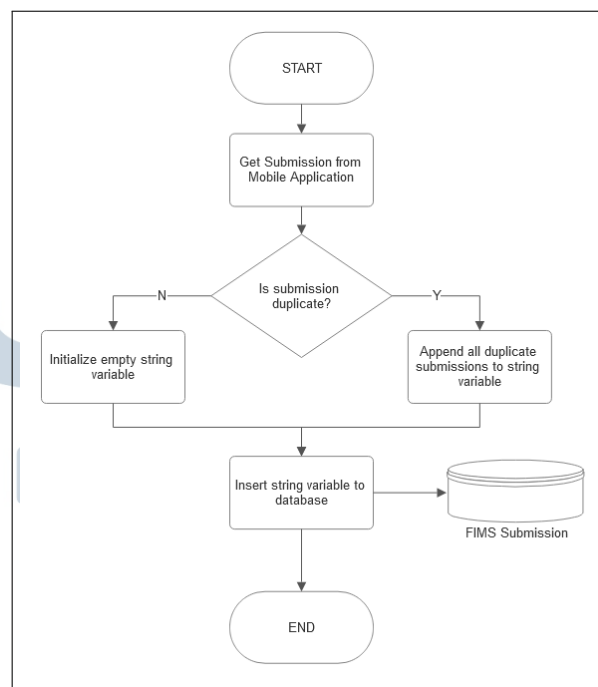 START
Get Submission from
Mobile Application
Is submission
duplicate?
N
Y
Initialize empty string
variable
Append all duplicate
submissions to string
variable
Insert string variable to
database
FIMS Submission
END